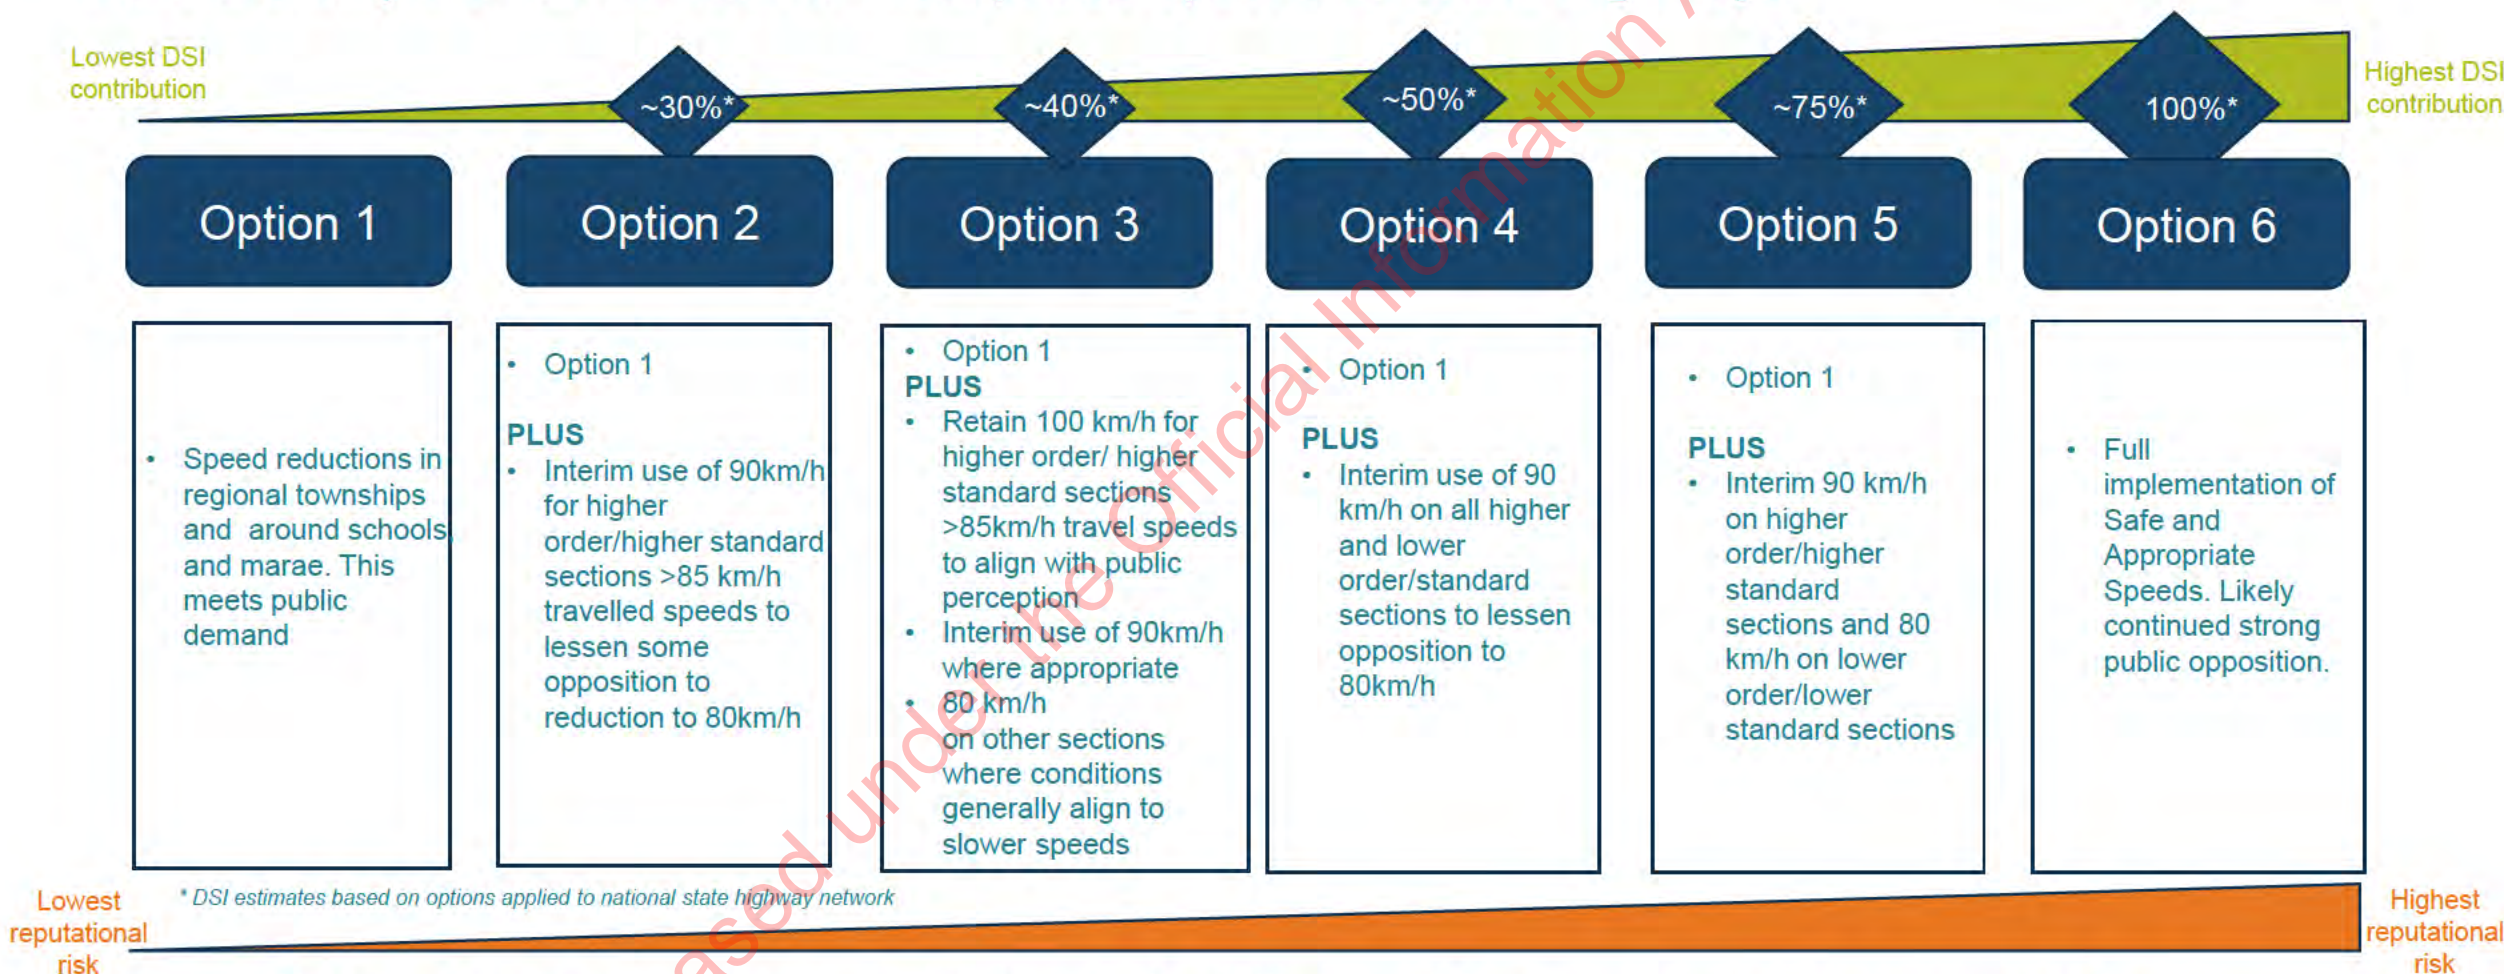 Lowest DSI
contribution
~30%*
~40%*
~50%*
~75%*
100%*
Highest DSI
contribution
Option 1
Option 2
Option 3
Option 4
Option 5
Option 6
• Speed reductions in
regional townships
and around schools
and marae. This
meets public
demand
• Option 1
PLUS
• Interim use of 90km/h
for higher
order/higher standard
sections >85 km/h
travelled speeds to
lessen some
opposition to
reduction to 80km/h
• Option 1
PLUS
• Retain 100 km/h for
higher order/ higher
standard sections
>85km/h travel speeds
to align with public
perception
• Interim use of 90km/h
where appropriate
• 80 km/h
on other sections
where conditions
generally align to
slower speeds
• Option 1
PLUS
• Interim use of 90
km/h on all higher
and lower
order/standard
sections to lessen
opposition to
80km/h
• Option 1
PLUS
• Interim 90 km/h
on higher
order/higher
standard
sections and 80
km/h on lower
order/lower
standard sections
• Full
implementation of
Safe and
Appropriate
Speeds. Likely
continued strong
public opposition.
* DSI estimates based on options applied to national state highway network
Lowest
reputational
risk
Highest
reputational
risk
under the Official Information